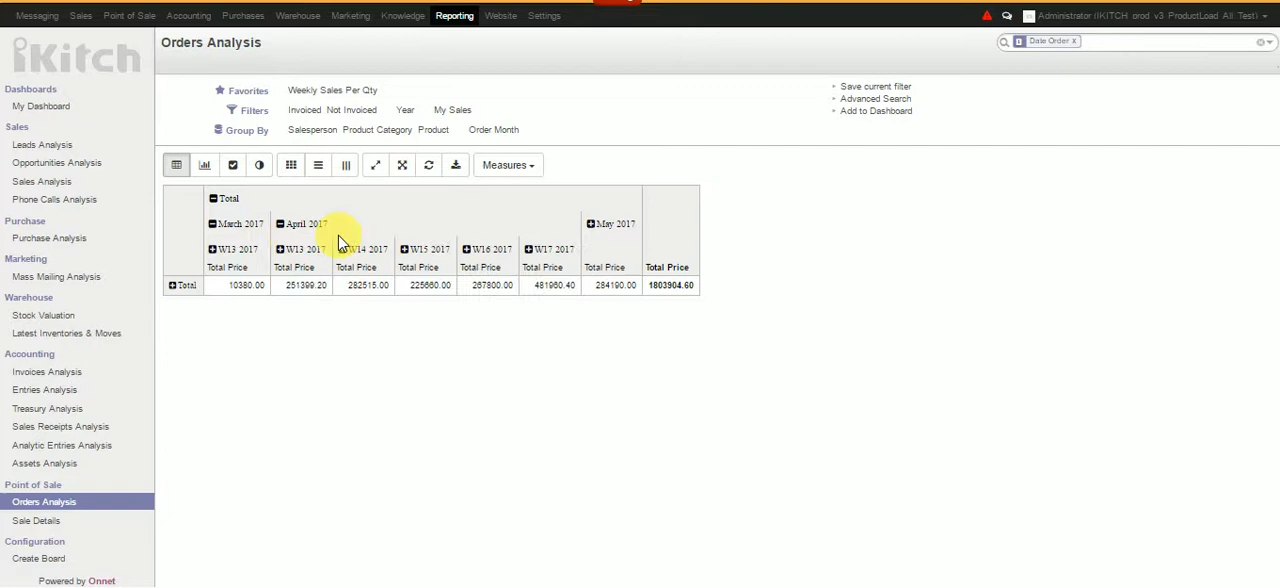 Messaging Sales Point of Sale Accounting Purchases Warehouse Marketing Knowledge Reporting Website Settings
Administrator (IKITCH_prod_v3_ProductLoad_Ali_Test)
iKitch
Orders Analysis
Date Order x
Dashboards
My Dashboard
Sales
Leads Analysis
Opportunities Analysis
Sales Analysis
Phone Calls Analysis
Purchase
Purchase Analysis
Marketing
Mass Mailing Analysis
Warehouse
Stock Valuation
Latest Inventories & Moves
Accounting
Invoices Analysis
Entries Analysis
Treasury Analysis
Sales Receipts Analysis
Analytic Entries Analysis
Assets Analysis
Point of Sale
Orders Analysis
Sale Details
Configuration
Create Board
Powered by Onnet
Favorites Weekly Sales Per Qty
Filters Invoiced Not Invoiced Year My Sales
Group By Salesperson Product Category Product Order Month
Save current filter
Advanced Search
Add to Dashboard
Measures
Total
March 2017 April 2017 May 2017
W13 2017 W13 2017 W14 2017 W15 2017 W16 2017 W17 2017
Total Price Total Price Total Price Total Price Total Price Total Price Total Price Total Price
Total 10380.00 251399.20 282515.00 225660.00 267800.00 481960.40 284190.00 1803904.60